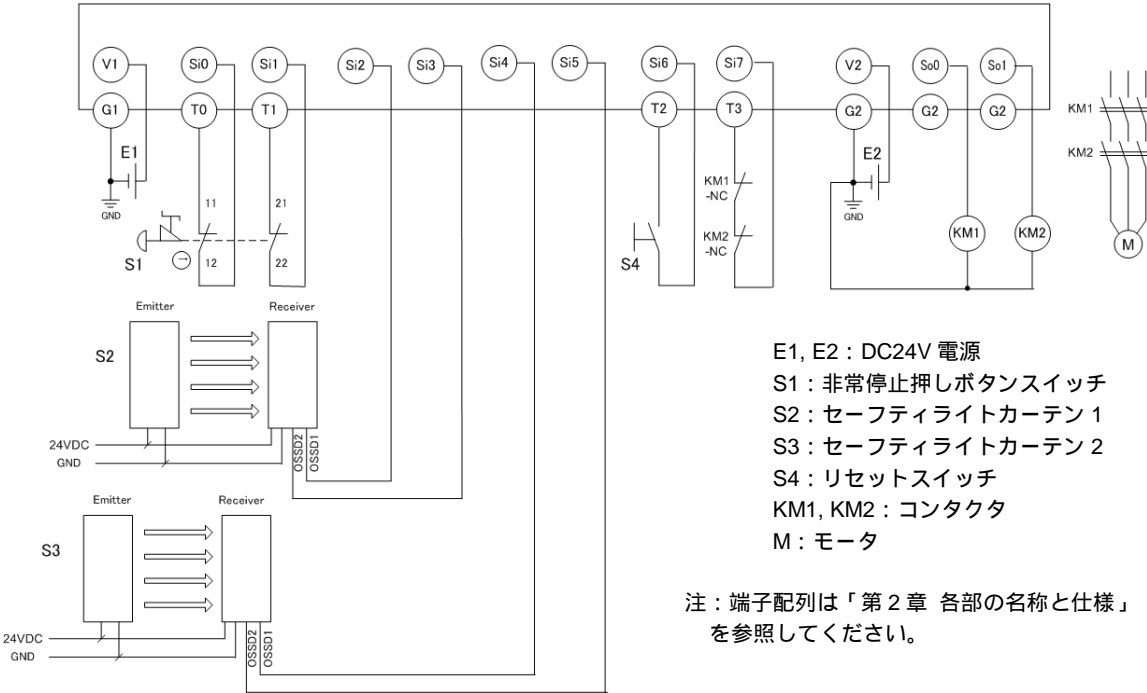 V1 Si0 Si1 Si2 Si3 Si4 Si5 Si6 Si7 V2 So0 So1
G1 T0 T1 T2 T3 G2 G2 G2
KM1
KM2
M
E1
GND
11 21
12 22
S1
KM1
-NC
KM2
-NC
S4
E2
GND
KM1 KM2
Emitter Receiver
S2
24VDC
GND
OSSD2
OSSD1
Emitter Receiver
S3
24VDC
GND
OSSD2
OSSD1
E1, E2：DC24V 電源
S1：非常停止押しボタンスイッチ
S2：セーフティライトカーテン 1
S3：セーフティライトカーテン 2
S4：リセットスイッチ
KM1, KM2：コンタクタ
M：モータ
注：端子配列は「第 2 章 各部の名称と仕様」
を参照してください。